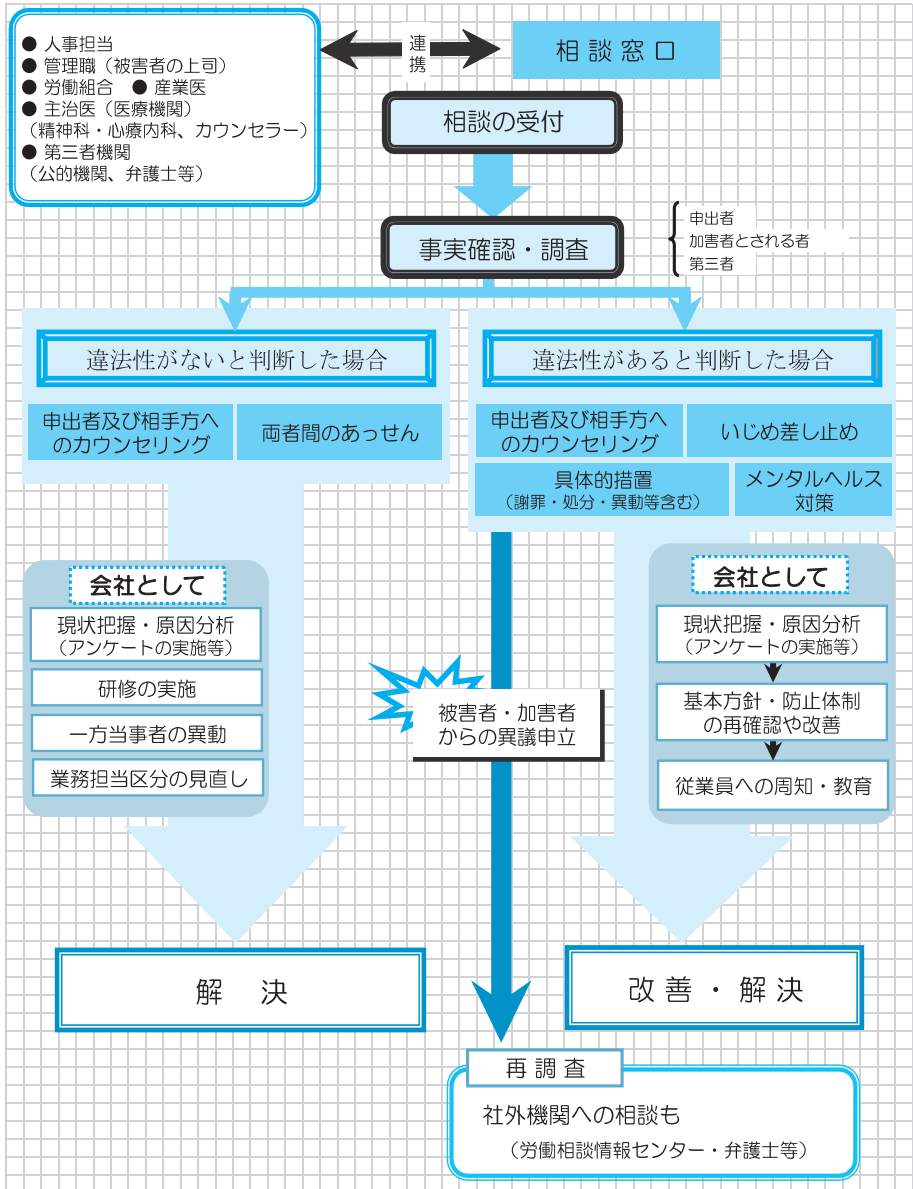 ● 人事担当
● 管理職（被害者の上司）
● 労働組合　● 産業医
● 主治医（医療機関）
（精神科・心療内科、カウンセラー）
● 第三者機関
（公的機関、弁護士等）
連
携
相談窓口
相談の受付
事実確認・調査
申出者
加害者とされる者
第三者
違法性がないと判断した場合
申出者及び相手方へ
のカウンセリング
両者間のあっせん
違法性があると判断した場合
申出者及び相手方へ
のカウンセリング
いじめ差し止め
具体的措置
（謝罪・処分・異動等含む）
メンタルヘルス
対策
会社として
現状把握・原因分析
（アンケートの実施等）
研修の実施
一方当事者の異動
業務担当区分の見直し
被害者・加害者
からの異議申立
会社として
現状把握・原因分析
（アンケートの実施等）
基本方針・防止体制
の再確認や改善
従業員への周知・教育
解　決
改善・解決
再調査
社外機関への相談も
（労働相談情報センター・弁護士等）